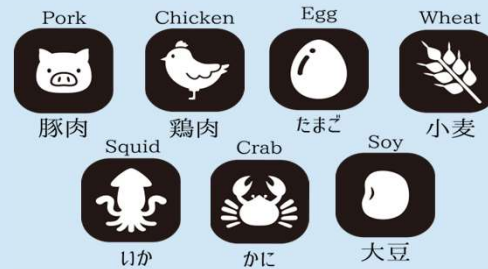 Pork
Chicken
Egg
Wheat
豚肉
鶏肉
たまご
小麦
Squid
Crab
Soy
いか
かに
大豆